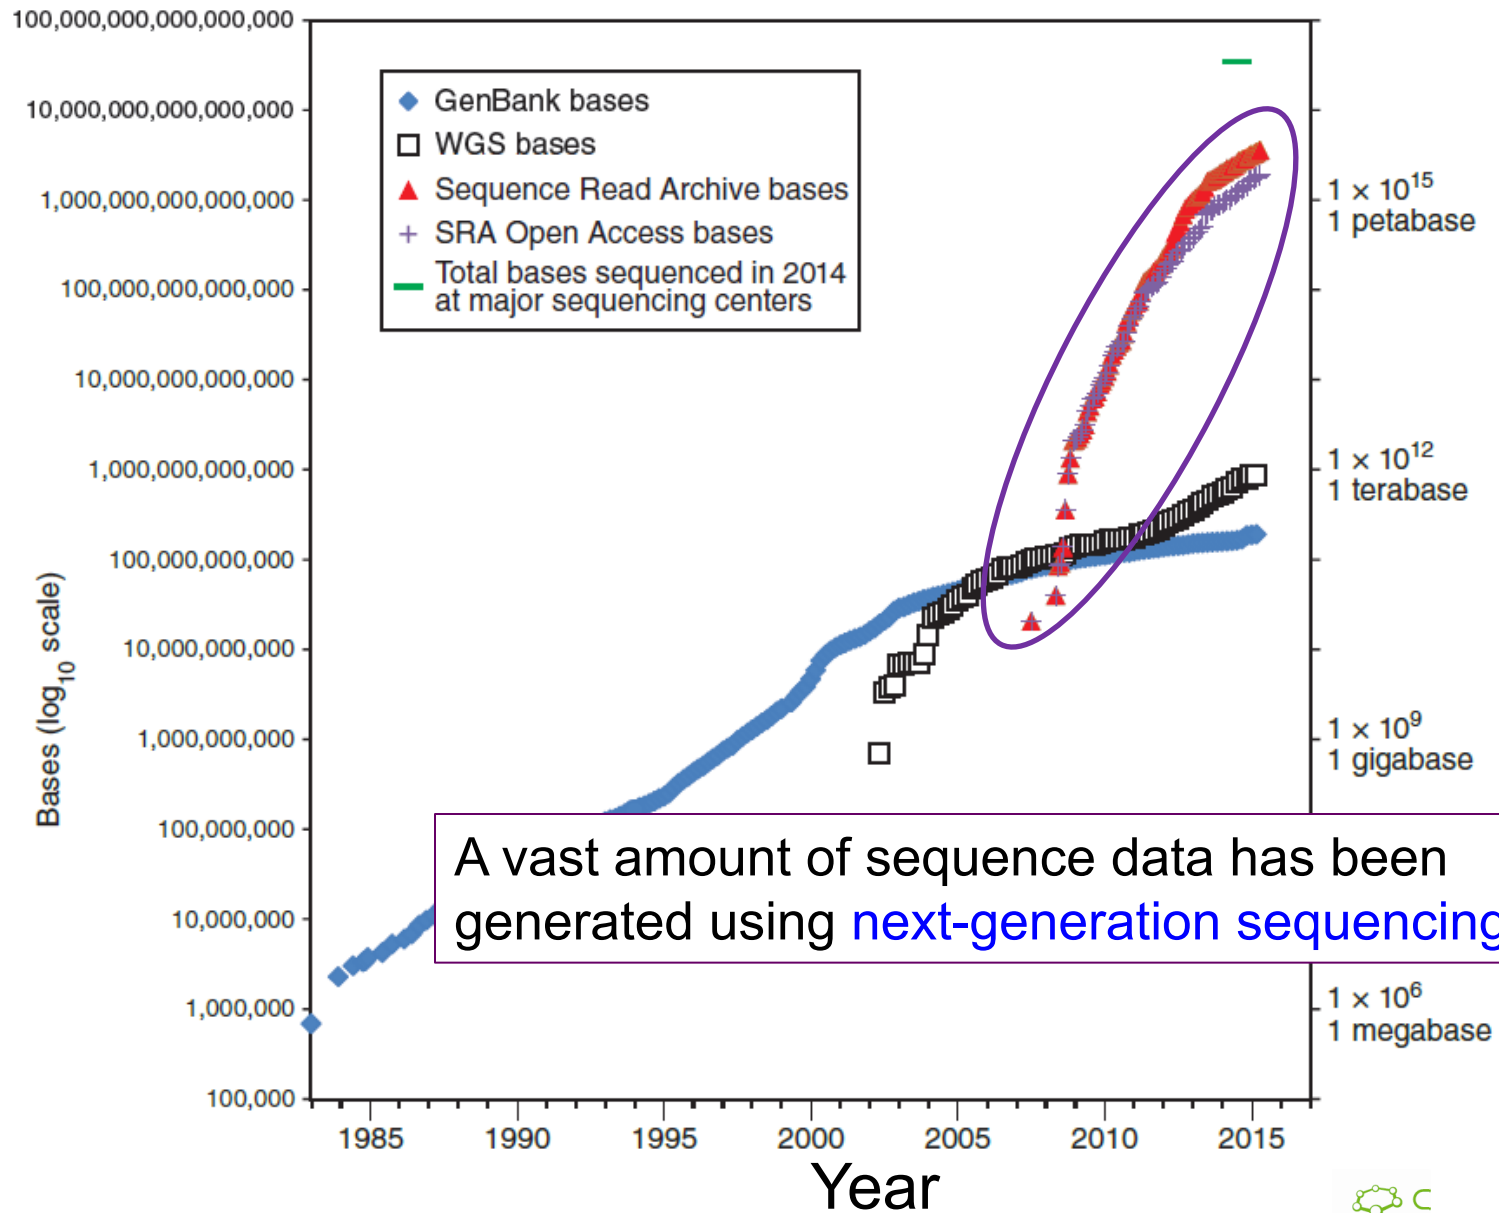 100,000,000,000,000,000
10,000,000,000,000,000
1,000,000,000,000,000
100,000,000,000,000
10,000,000,000,000
1,000,000,000,000
100,000,000,000
10,000,000,000
1,000,000,000
100,000,000
10,000,000
1,000,000
100,000
Bases (log10 scale)
GenBank bases
WGS bases
Sequence Read Archive bases
SRA Open Access bases
Total bases sequenced in 2014
at major sequencing centers
1 × 10^15
1 petabase
1 × 10^12
1 terabase
1 × 10^9
1 gigabase
A vast amount of sequence data has been
generated using next-generation sequencing
1 × 10^6
1 megabase
1985 1990 1995 2000 2005 2010 2015
Year
C